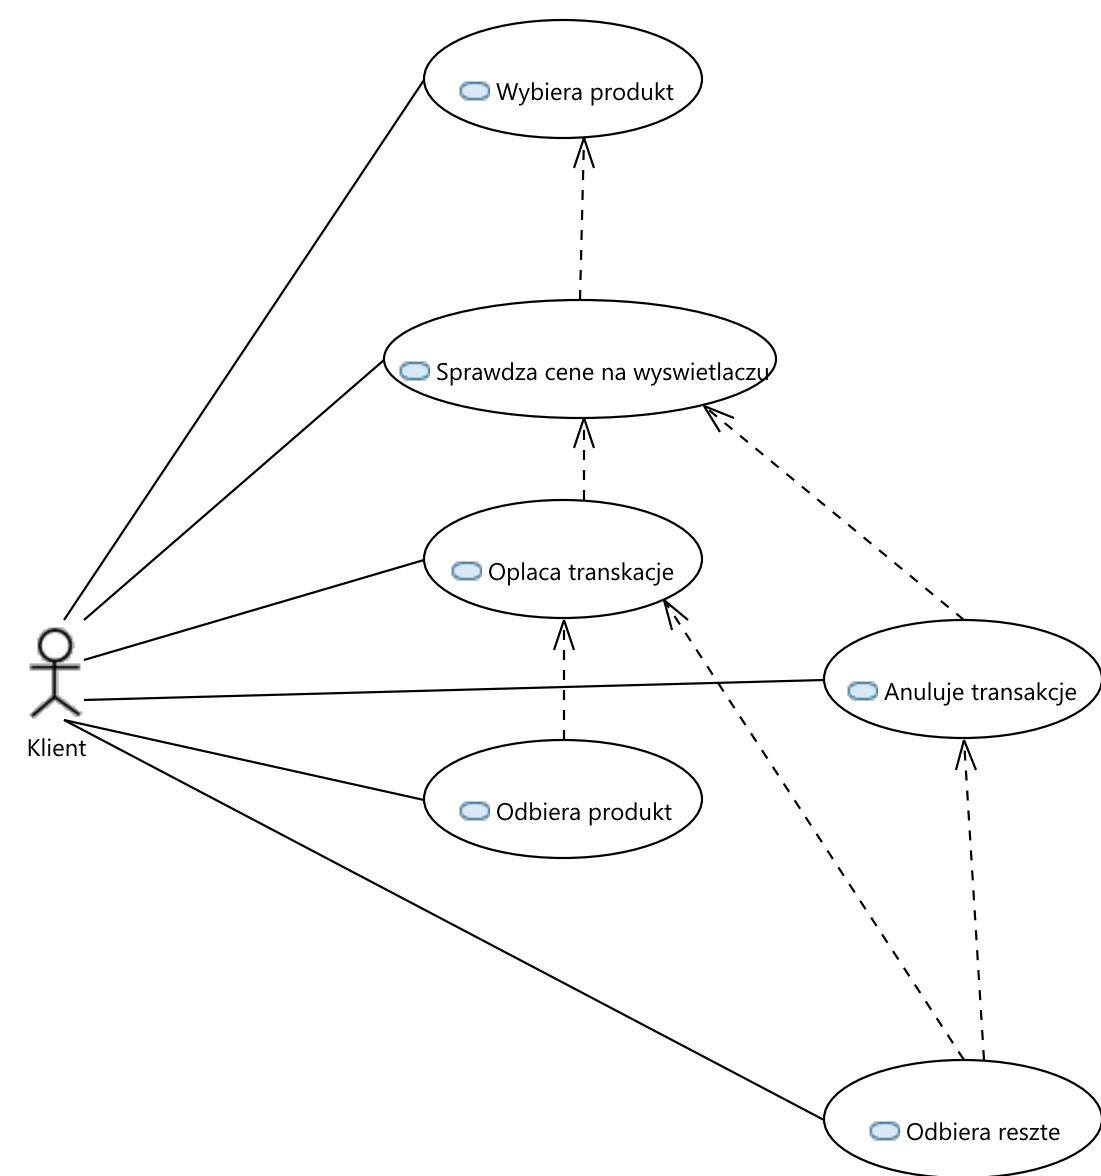 Wybiera produkt
Sprawdza cene na wyswietlaczu
Oplaca transkacje
Anuluje transakcje
Klient
Odbiera produkt
Odbiera reszte